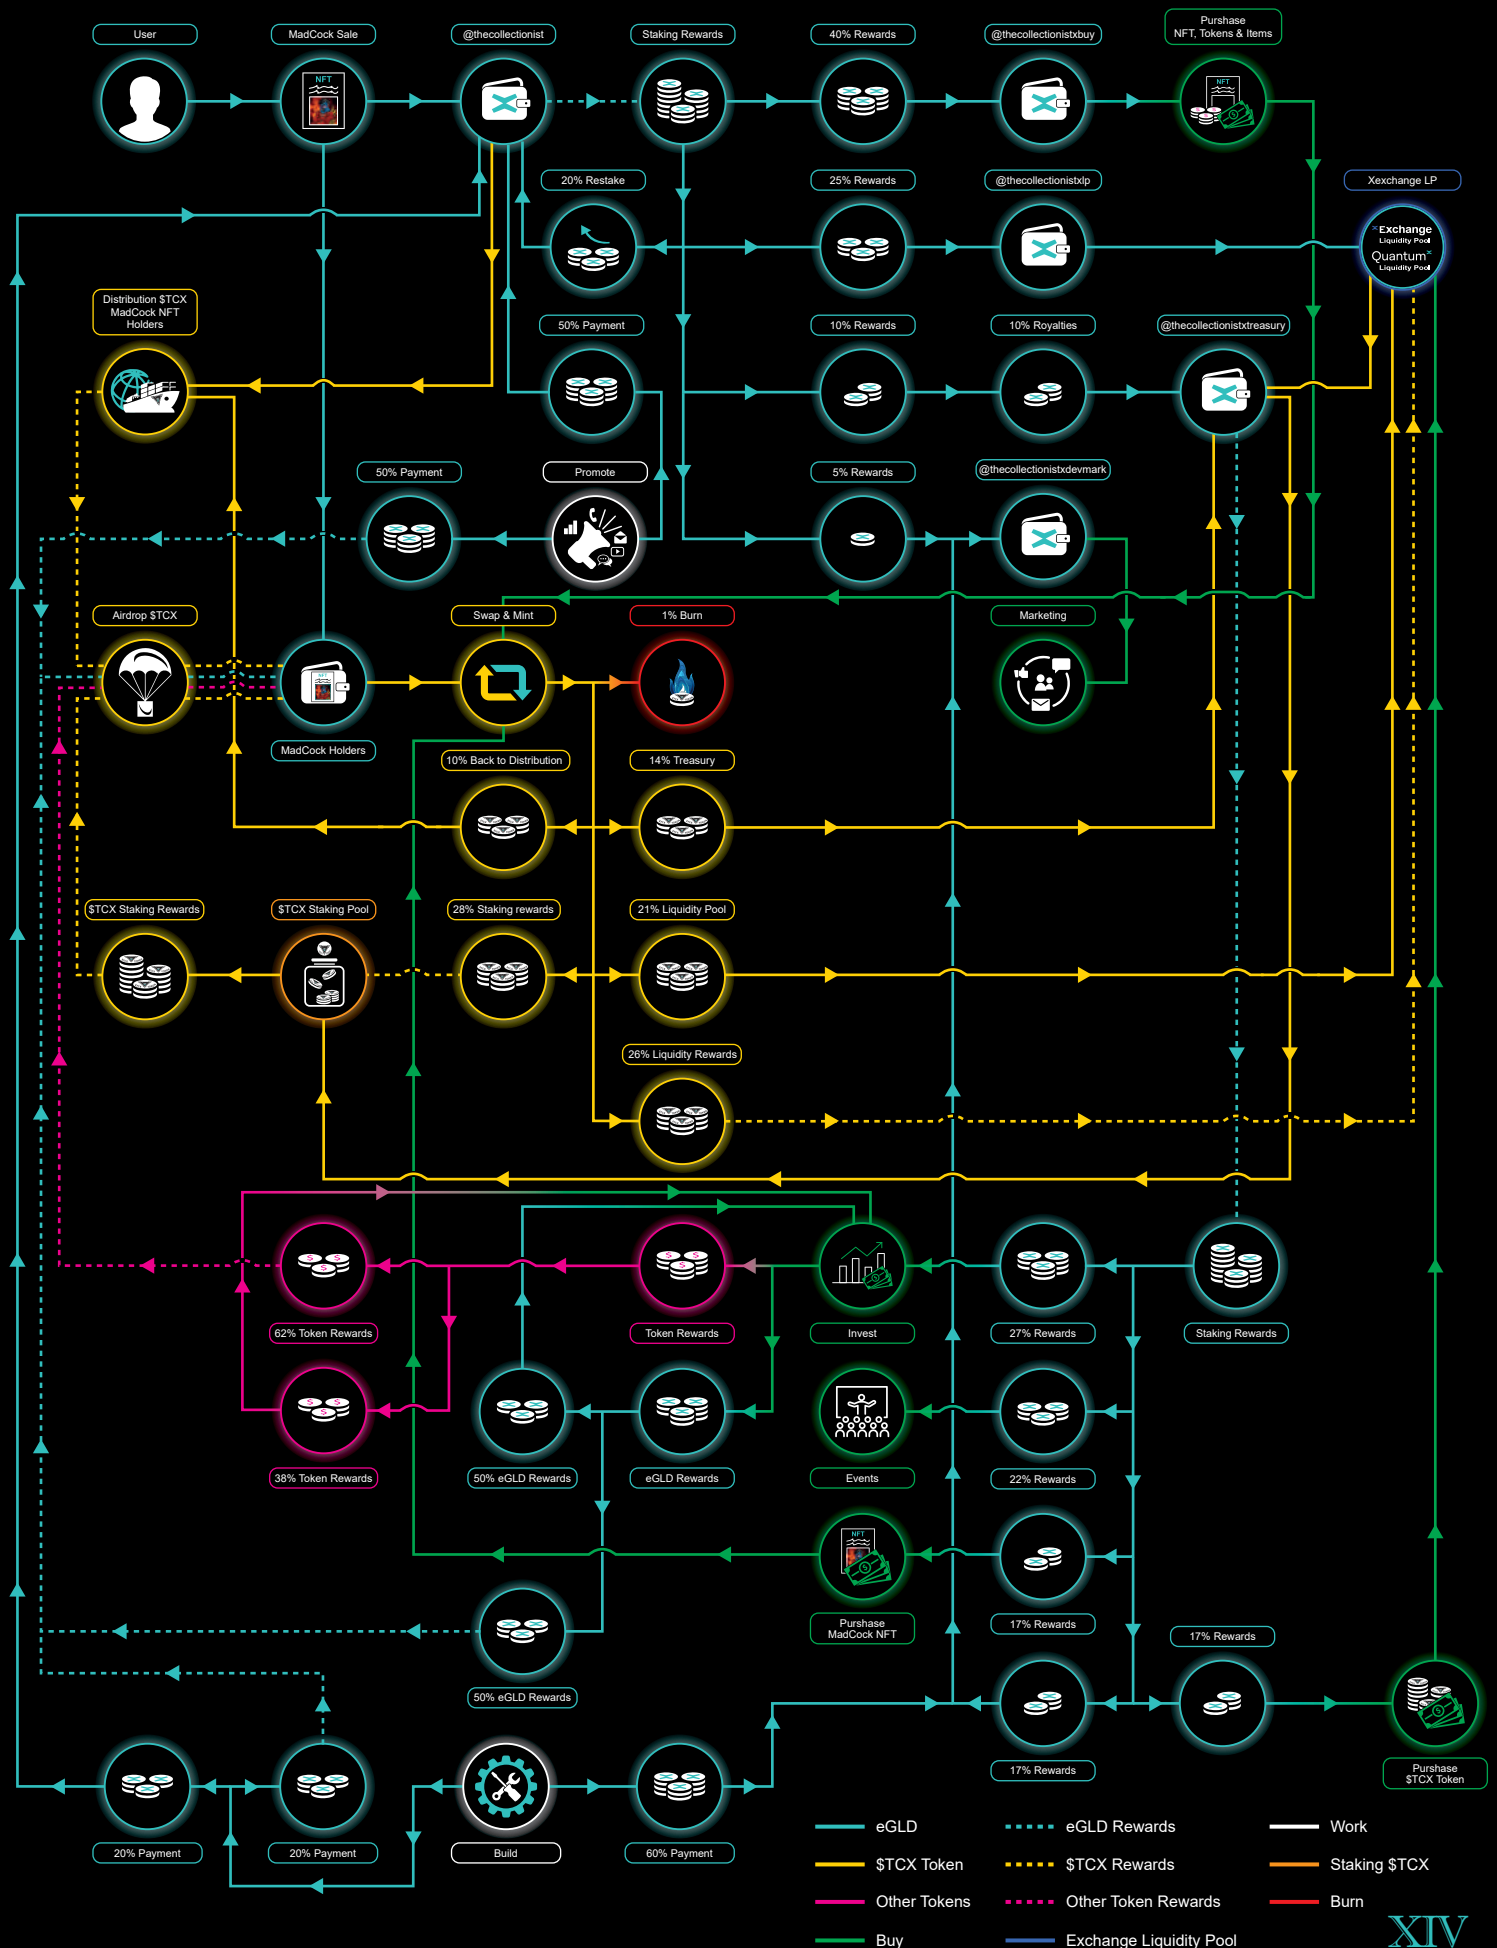 User
MadCock Sale
@thecollectionist
Staking Rewards
40% Rewards
@thecollectionistxbuy
Purshase
NFT, Tokens & Items
NFT
NFT
20% Restake
25% Rewards
@thecollectionistxlp
Xexchange LP
Exchange
Liquidity Pool
Quantum
Liquidity Pool
Distribution $TCX
MadCock NFT
Holders
50% Payment
10% Rewards
10% Royalties
@thecollectionistxtreasury
50% Payment
Promote
5% Rewards
@thecollectionistxdevmark
Airdrop $TCX
Swap & Mint
1% Burn
Marketing
NFT
MadCock Holders
10% Back to Distribution
14% Treasury
$TCX Staking Rewards
$TCX Staking Pool
28% Staking rewards
21% Liquidity Pool
26% Liquidity Rewards
62% Token Rewards
Token Rewards
Invest
27% Rewards
Staking Rewards
38% Token Rewards
50% eGLD Rewards
eGLD Rewards
Events
22% Rewards
NFT
Purshase
MadCock NFT
17% Rewards
17% Rewards
50% eGLD Rewards
17% Rewards
Purchase
$TCX Token
20% Payment
20% Payment
Build
60% Payment
eGLD
eGLD Rewards
Work
$TCX Token
$TCX Rewards
Staking $TCX
Other Tokens
Other Token Rewards
Burn
Buy
Exchange Liquidity Pool
XIV